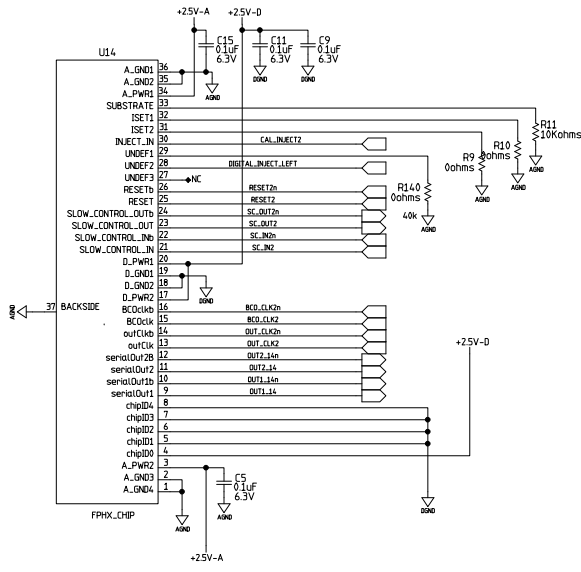 +2.5V-A
+2.5V-D
C15
0.1uF
6.3V
C11
0.1uF
6.3V
C9
0.1uF
6.3V
AGND
DGND
DGND
U14
A_GND1 36
A_GND2 35
A_PWR1 34
SUBSTRATE 33
ISET1 32
ISET2 31
INJECT_IN 30 CAL_INJECT2
UNDEF1 29
UNDEF2 28 DIGITAL_INJECT_LEFT
UNDEF3 27 NC
RESETb 26 RESET2n
RESET 25 RESET2
SLOW_CONTROL_OUTb 24 SC_OUT2n
SLOW_CONTROL_OUT 23 SC_OUT2
SLOW_CONTROL_INb 22 SC_IN2n
SLOW_CONTROL_IN 21 SC_IN2
D_PWR1 20
D_GND1 19
D_GND2 18
D_PWR2 17
DGND
BCOclkb 16 BCO_CLK2n
BCOclk 15 BCO_CLK2
outClkb 14 OUT_CLK2n
outClk 13 OUT_CLK2
serialOut2B 12 OUT2_14n
serialOut2 11 OUT2_14
serialOut1b 10 OUT1_14n
serialOut1 9 OUT1_14
chipID4 8
chipID3 7
chipID2 6
chipID1 5
chipID0 4
A_PWR2 3
A_GND3 2
A_GND4 1
FPHX_CHIP
AGND
37 BACKSIDE
R11
10Kohms
AGND
R10
0ohms
AGND
R9
0ohms
AGND
R140
0ohms
40k
AGND
+2.5V-D
DGND
C5
0.1uF
6.3V
AGND
AGND
+2.5V-A